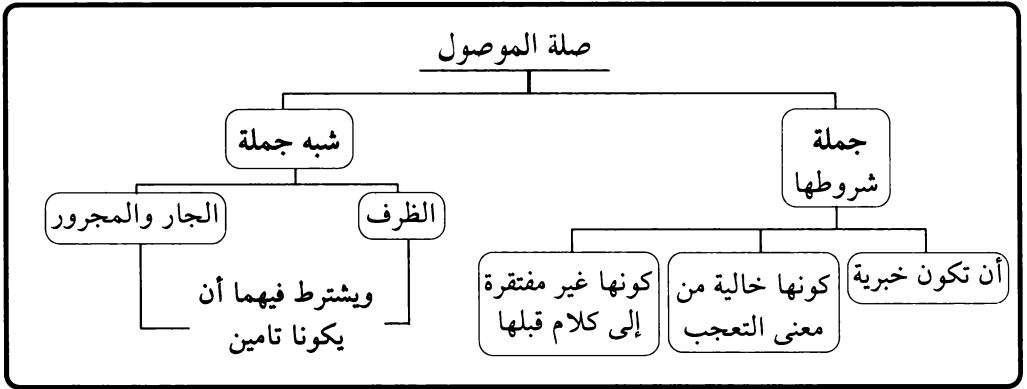 صلة الموصول
جملة
شروطها
شبه جملة
الظرف
الجار والمجرور
أن تكون خبرية
كونها خالية من
معنى التعجب
كونها غير مفتقرة
إلى كلام قبلها
ويشترط فيهما أن
يكونا تامين